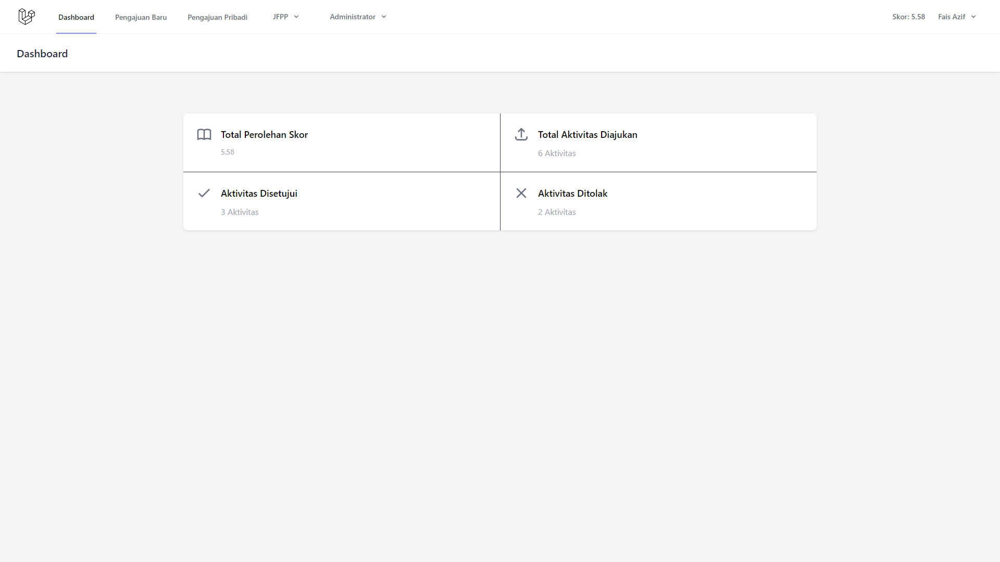 Dashboard Pengajuan Baru Pengajuan Pribadi JFPP Administrator Skor: 5.58 Fais Azif
Dashboard
Total Perolehan Skor
5.58
Total Aktivitas Diajukan
6 Aktivitas
Aktivitas Disetujui
3 Aktivitas
Aktivitas Ditolak
2 Aktivitas